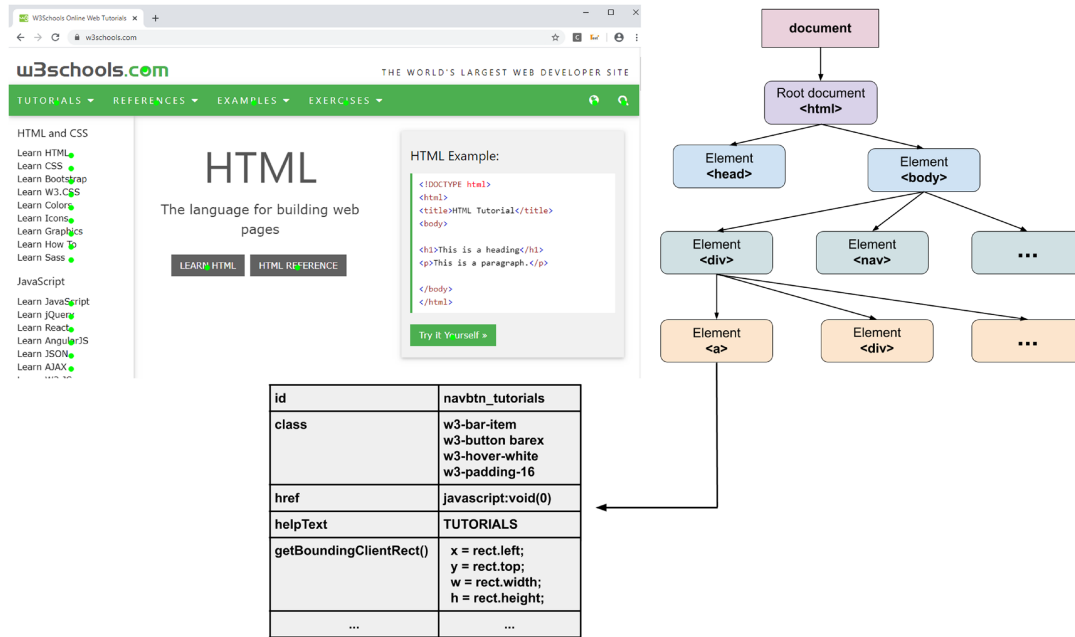 W3Schools Online Web Tutorials
w3schools.com
w3schools.com
THE WORLD'S LARGEST WEB DEVELOPER SITE
TUTORIALS REFERENCES EXAMPLES EXERCISES
HTML and CSS
Learn HTML
Learn CSS
Learn Bootstrap
Learn W3.CSS
Learn Colors
Learn Icons
Learn Graphics
Learn How To
Learn Sass
JavaScript
Learn JavaScript
Learn jQuery
Learn React
Learn AngularJS
Learn JSON
Learn AJAX
HTML
The language for building web
pages
LEARN HTML HTML REFERENCE
HTML Example:
<!DOCTYPE html>
<html>
<title>HTML Tutorial</title>
<body>
<h1>This is a heading</h1>
<p>This is a paragraph.</p>
</body>
</html>
Try It Yourself »
document
Root document
<html>
Element
<head>
Element
<body>
Element
<div>
Element
<nav>
...
Element
<a>
Element
<div>
...
id navbtn_tutorials
class w3-bar-item
w3-button barex
w3-hover-white
w3-padding-16
href javascript:void(0)
helpText TUTORIALS
getBoundingClientRect() x = rect.left;
y = rect.top;
w = rect.width;
h = rect.height;
... ...